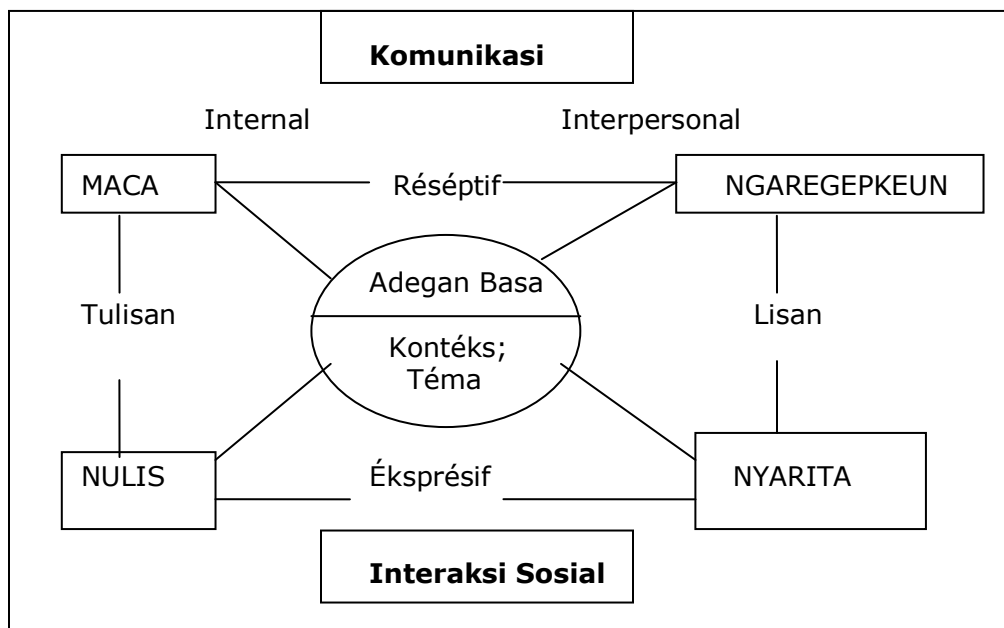 Komunikasi
Internal Interpersonal
MACA Réséptif NGAREGEPKEUN
Adegan Basa
Tulisan Lisan
Kontéks;
Téma
NULIS Éksprésif NYARITA
Interaksi Sosial